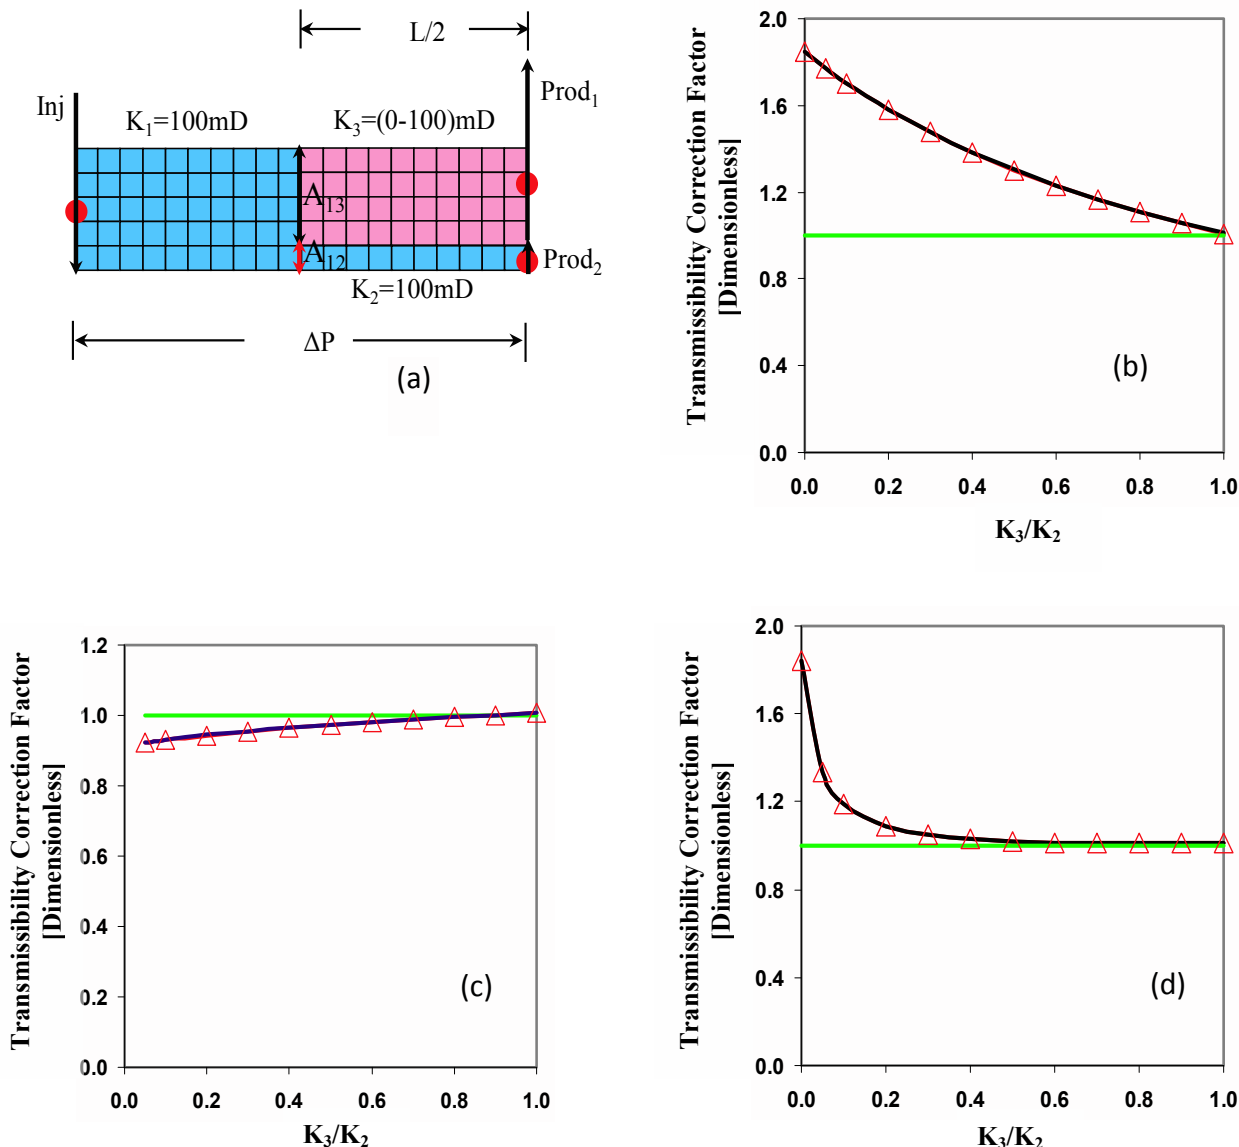 L/2
Inj
Prod₁
K₁=100mD
K₃=(0-100)mD
A₁₃
A₁₂
Prod₂
K₂=100mD
ΔP
(a)
Transmissibility Correction Factor
[Dimensionless]
2.0
1.6
1.2
0.8
0.4
0.0
(b)
0.0 0.2 0.4 0.6 0.8 1.0
K₃/K₂
Transmissibility Correction Factor
[Dimensionless]
1.2
1.0
0.8
0.6
0.4
0.2
0.0
(c)
0.0 0.2 0.4 0.6 0.8 1.0
K₃/K₂
Transmissibility Correction Factor
[Dimensionless]
2.0
1.6
1.2
0.8
0.4
0.0
(d)
0.0 0.2 0.4 0.6 0.8 1.0
K₃/K₂